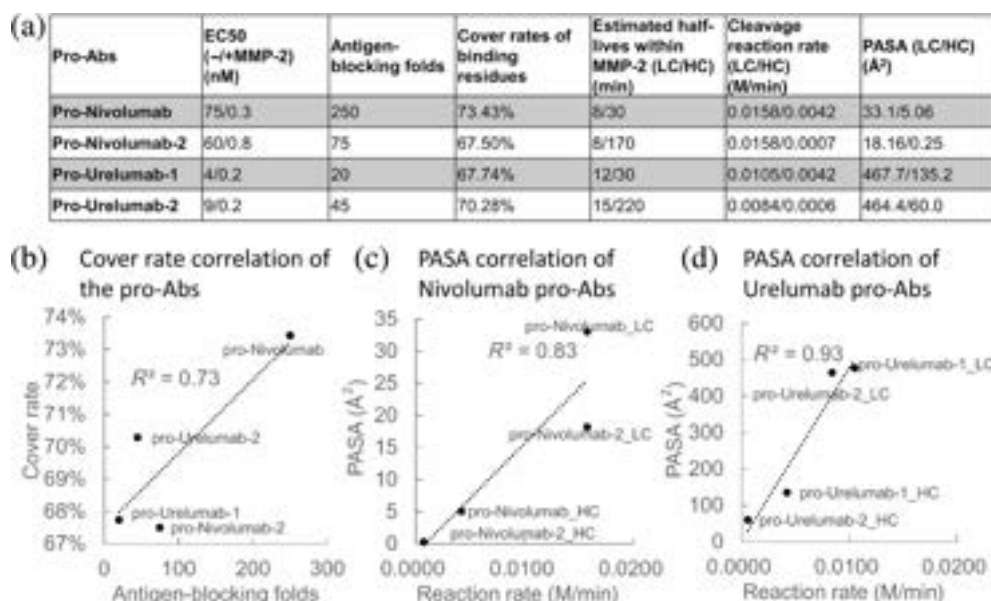 (a)
Pro-Abs | EC50 (–/+MMP-2) (nM) | Antigen-blocking folds | Cover rates of binding residues | Estimated half-lives within MMP-2 (LC/HC) (min) | Cleavage reaction rate (LC/HC) (M/min) | PASA (LC/HC) (Å²)
Pro-Nivolumab | 75/0.3 | 250 | 73.43% | 8/30 | 0.0158/0.0042 | 33.1/5.06
Pro-Nivolumab-2 | 60/0.8 | 75 | 67.50% | 8/170 | 0.0158/0.0007 | 18.16/0.25
Pro-Urelumab-1 | 4/0.2 | 20 | 67.74% | 12/30 | 0.0105/0.0042 | 467.7/135.2
Pro-Urelumab-2 | 9/0.2 | 45 | 70.28% | 15/220 | 0.0084/0.0006 | 464.4/60.0
(b) Cover rate correlation of
the pro-Abs
74%
73%
72%
71%
70%
69%
68%
67%
Cover rate
pro-Nivolumab
R² = 0.73
pro-Urelumab-2
pro-Urelumab-1
pro-Nivolumab-2
0 100 200 300
Antigen-blocking folds
(c) PASA correlation of
Nivolumab pro-Abs
35
30
25
20
15
10
5
0
PASA (Å²)
pro-Nivolumab_LC
R² = 0.83
pro-Nivolumab-2_LC
pro-Nivolumab_HC
pro-Nivolumab-2_HC
0.0000 0.0100 0.0200
Reaction rate (M/min)
(d) PASA correlation of
Urelumab pro-Abs
600
500
400
300
200
100
0
PASA (Å²)
R² = 0.93
pro-Urelumab-1_LC
pro-Urelumab-2_LC
pro-Urelumab-1_HC
pro-Urelumab-2_HC
0.0000 0.0100 0.0200
Reaction rate (M/min)